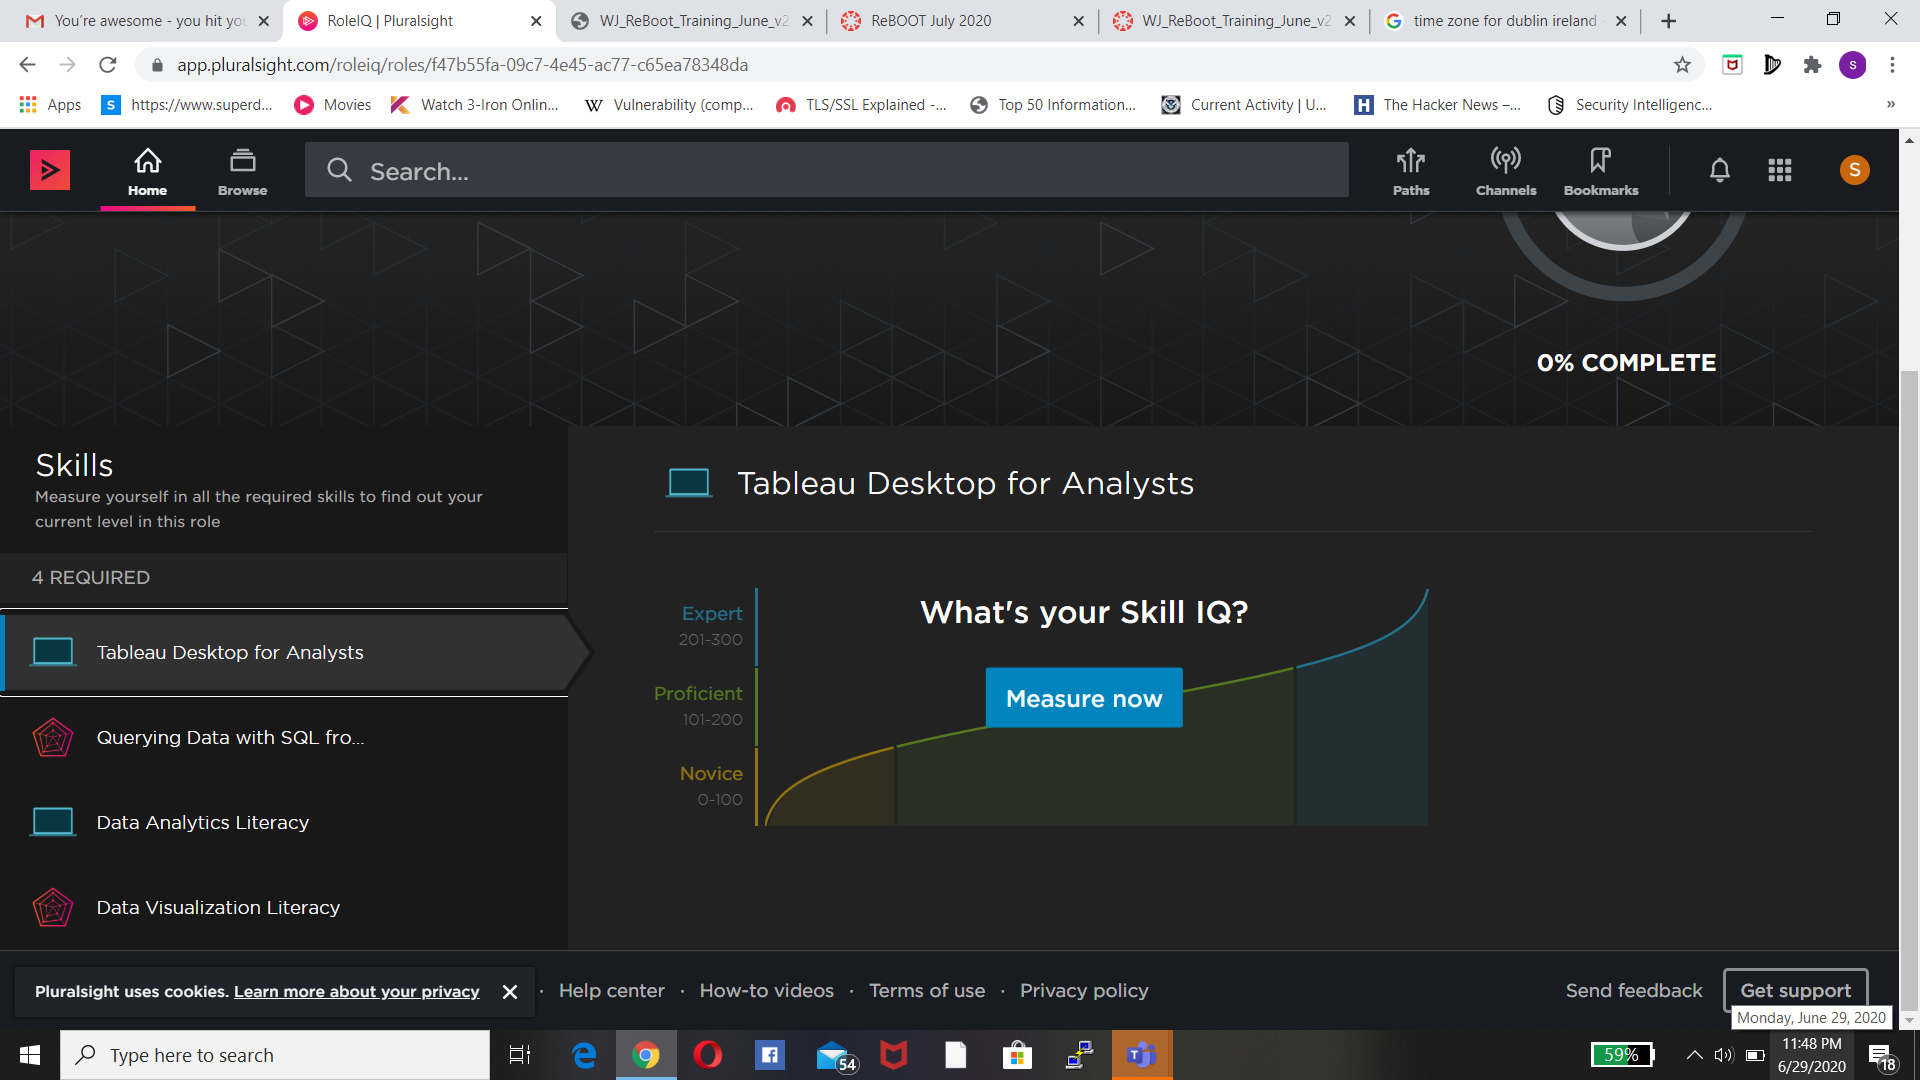 You're awesome - you hit yo
RoleIQ | Pluralsight
WJ_ReBoot_Training_June_v2
ReBOOT July 2020
WJ_ReBoot_Training_June_v2
time zone for dublin ireland
app.pluralsight.com/roleiq/roles/f47b55fa-09c7-4e45-ac77-c65ea78348da
S
Apps
S
https://www.superd...
Movies
Watch 3-Iron Onlin...
W
Vulnerability (comp...
TLS/SSL Explained -...
Top 50 Information...
Current Activity | U...
H
The Hacker News –...
Security Intelligenc...
»
Home
Browse
Search...
Paths
Channels
Bookmarks
S
0% COMPLETE
Skills
Measure yourself in all the required skills to find out your
current level in this role
4 REQUIRED
Tableau Desktop for Analysts
Querying Data with SQL fro...
Data Analytics Literacy
Data Visualization Literacy
Tableau Desktop for Analysts
What's your Skill IQ?
Measure now
Expert
201-300
Proficient
101-200
Novice
0-100
Pluralsight uses cookies. Learn more about your privacy
· Help center · How-to videos · Terms of use · Privacy policy
Send feedback
Get support
Monday, June 29, 2020
Type here to search
54
59%
11:48 PM
6/29/2020
18